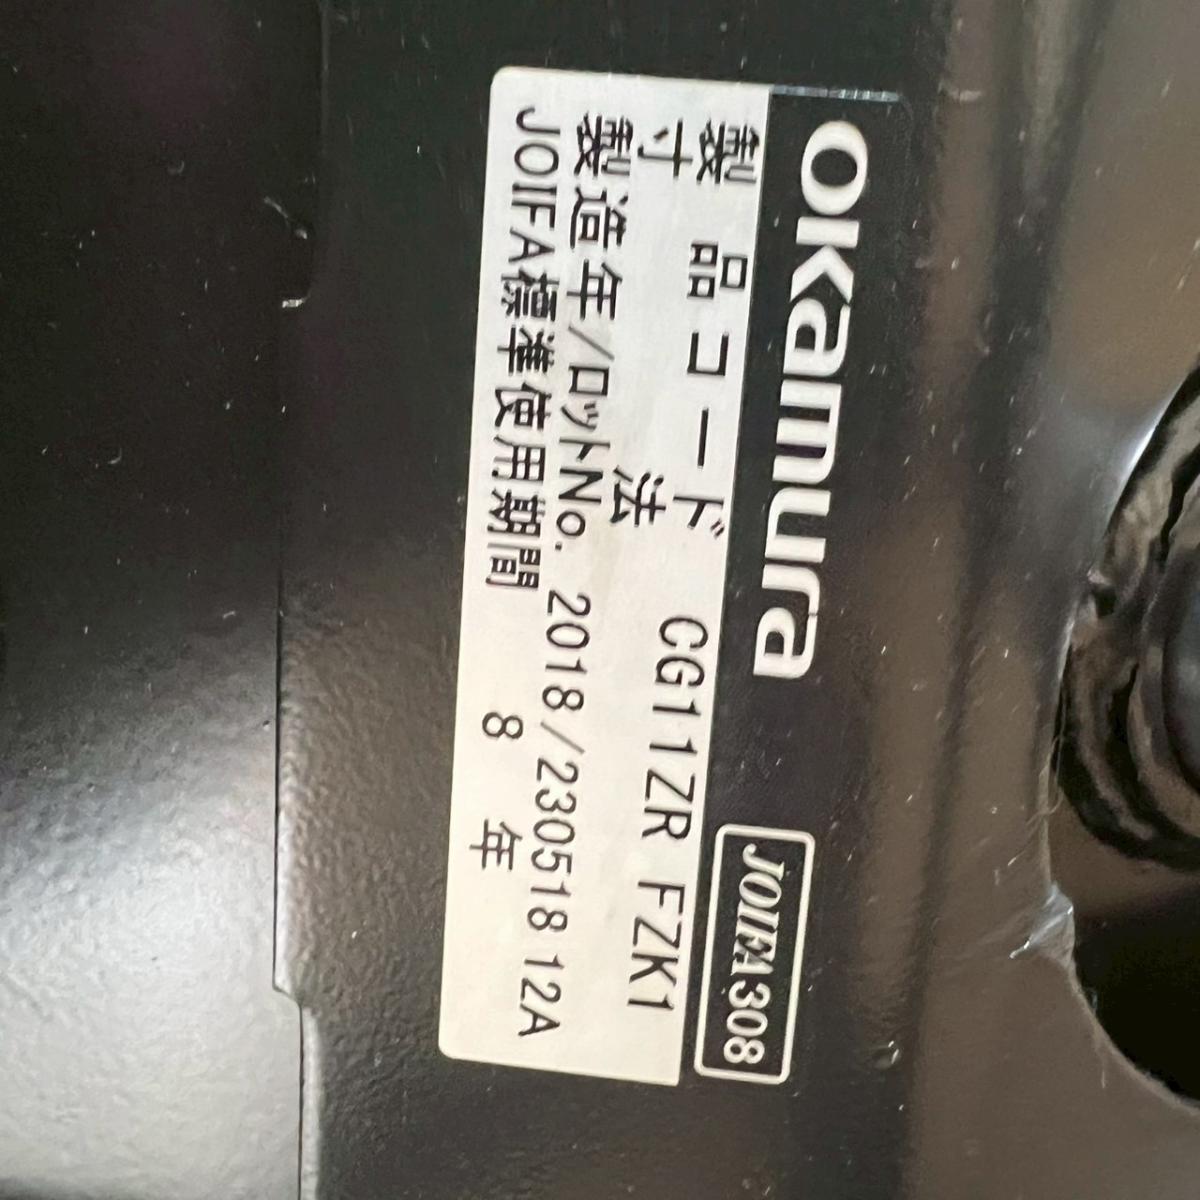 okamura
JOIFA308
製品コード CG11ZR FZK1
寸法
製造年/ロットNo. 2018/230518 12A
JOIFA標準使用期間 8 年